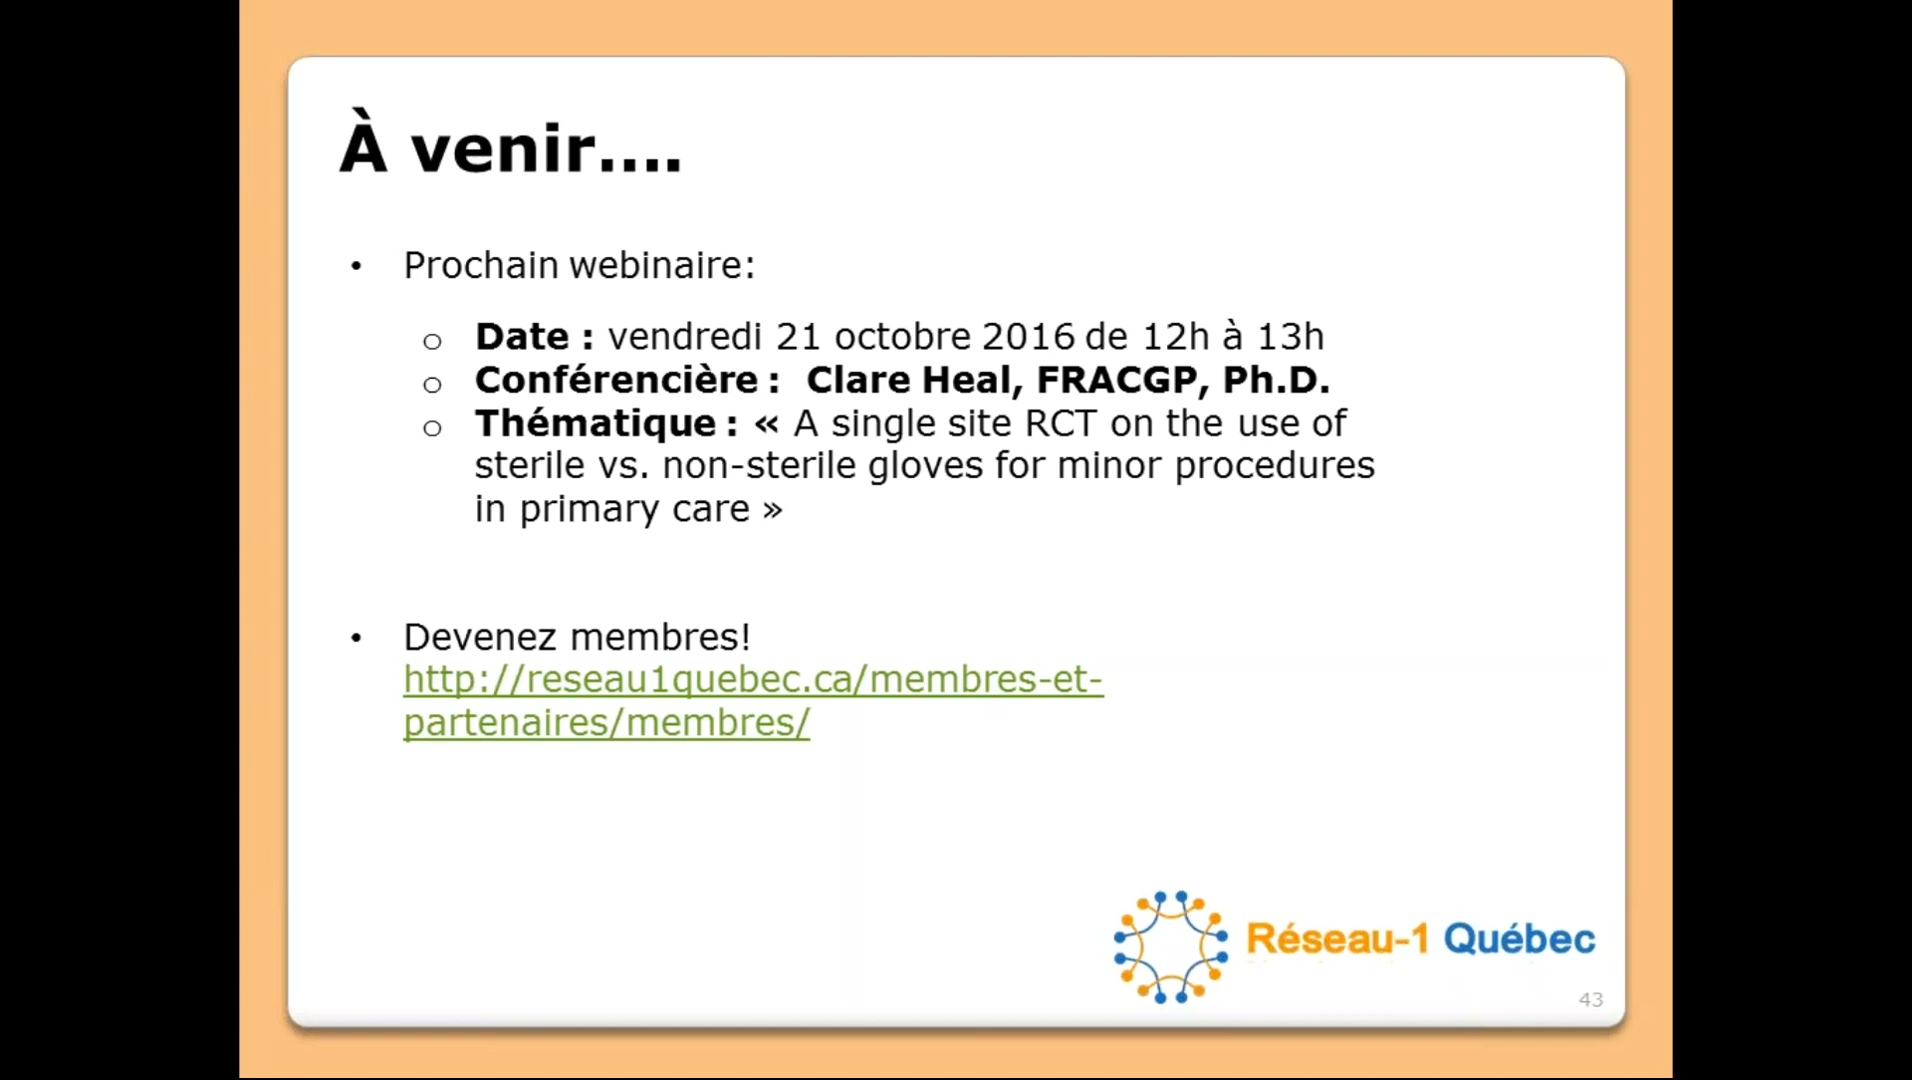 À venir....
• Prochain webinaire:
o Date : vendredi 21 octobre 2016 de 12h à 13h
o Conférencière : Clare Heal, FRACGP, Ph.D.
o Thématique : « A single site RCT on the use of
sterile vs. non-sterile gloves for minor procedures
in primary care »
• Devenez membres!
http://reseau1quebec.ca/membres-et-
partenaires/membres/
Réseau-1 Québec
43